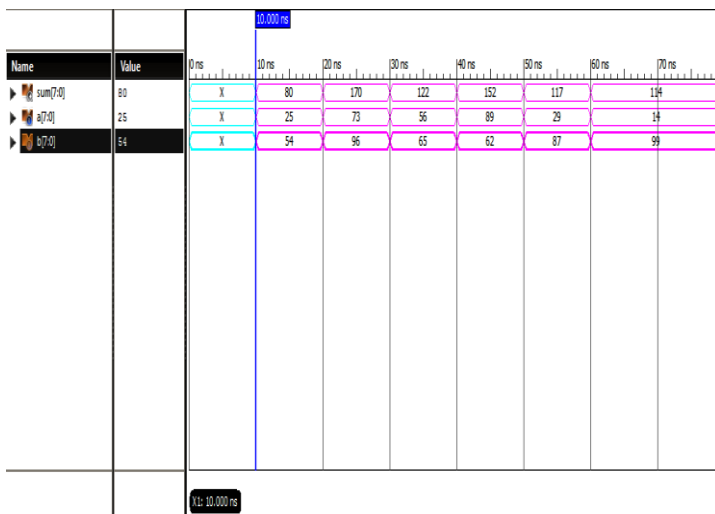 10.000 ns
Name Value 0 ns 10 ns 20 ns 30 ns 40 ns 50 ns 60 ns 70 ns
sum[7:0] 80 X 80 170 122 152 117 114
a[7:0] 25 X 25 73 56 89 29 14
b[7:0] 54 X 54 96 65 62 87 99
X1: 10.000 ns